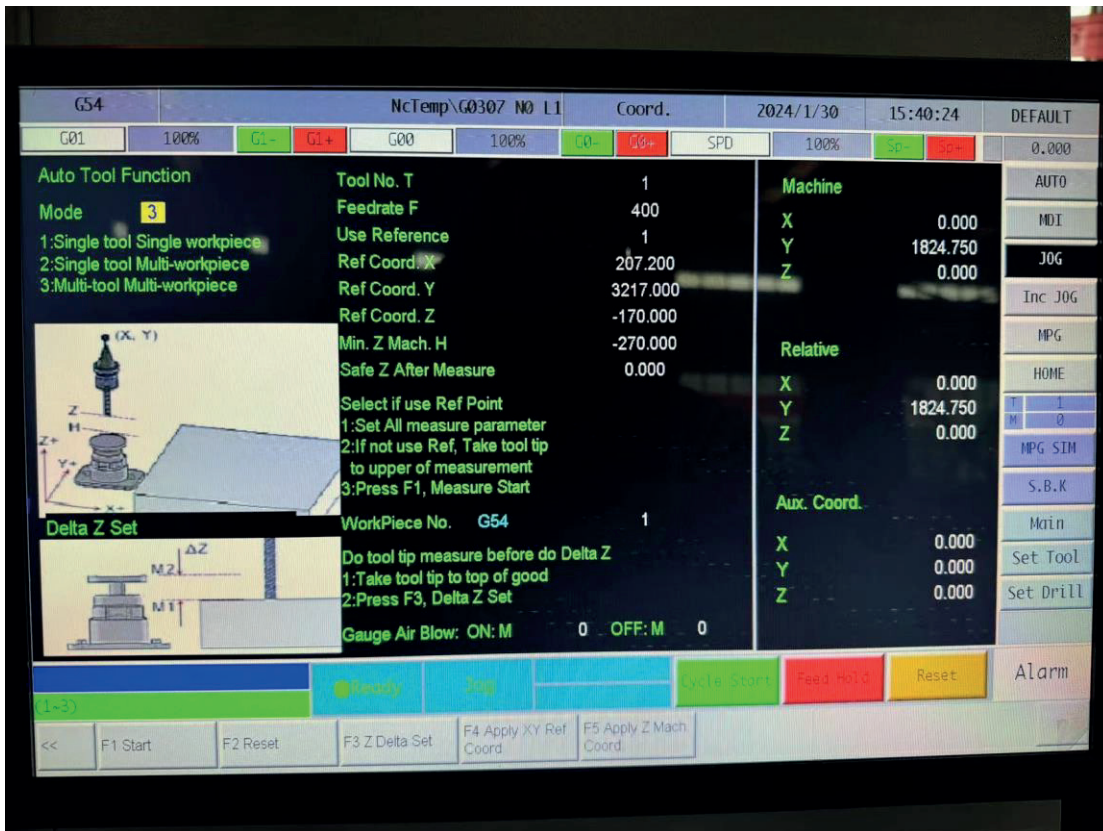 G54 NcTemp\G0307 N0 L1 Coord. 2024/1/30 15:40:24 DEFAULT
G01 100% G1- G1+ G00 100% G0- G0+ SPD 100% Sp- Sp+ 0.000
Auto Tool Function
Mode 3
1:Single tool Single workpiece
2:Single tool Multi-workpiece
3:Multi-tool Multi-workpiece
(X, Y)
Z
H
Z+
Y+
X+
Delta Z Set
ΔZ
M2
M1
Tool No. T 1
Feedrate F 400
Use Reference 1
Ref Coord. X 207.200
Ref Coord. Y 3217.000
Ref Coord. Z -170.000
Min. Z Mach. H -270.000
Safe Z After Measure 0.000
Select if use Ref Point
1:Set All measure parameter
2:If not use Ref, Take tool tip
to upper of measurement
3:Press F1, Measure Start
WorkPiece No. G54 1
Do tool tip measure before do Delta Z
1:Take tool tip to top of good
2:Press F3, Delta Z Set
Gauge Air Blow: ON: M 0 OFF: M 0
Machine
X 0.000
Y 1824.750
Z 0.000
Relative
X 0.000
Y 1824.750
Z 0.000
Aux. Coord.
X 0.000
Y 0.000
Z 0.000
AUTO
MDI
JOG
Inc JOG
MPG
HOME
T 1
M 0
MPG SIM
S.B.K
Main
Set Tool
Set Drill
Ready Jog Cycle Start Feed Hold Reset Alarm
(1~3)
<< F1 Start F2 Reset F3 Z Delta Set F4 Apply XY Ref Coord. F5 Apply Z Mach. Coord.